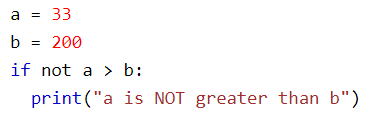 a = 33
b = 200
if not a > b:
  print("a is NOT greater than b")